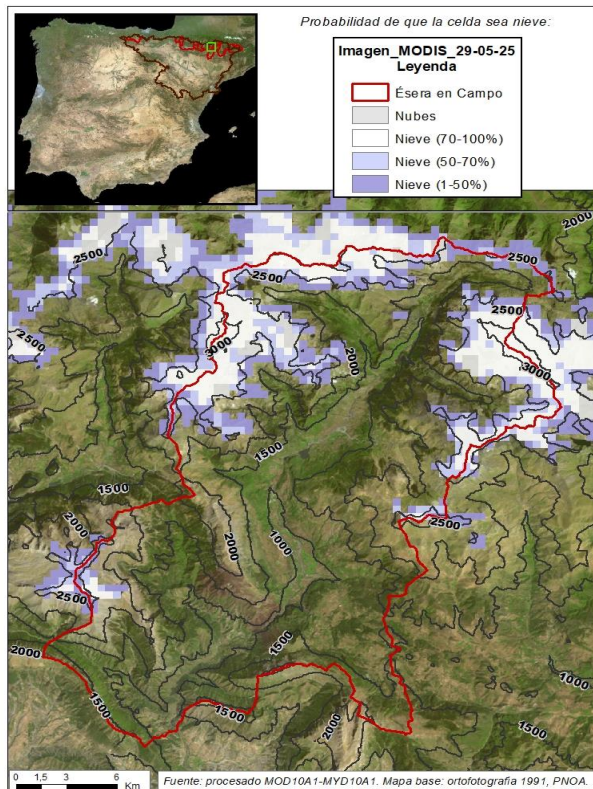 Probabilidad de que la celda sea nieve:
Imagen_MODIS_29-05-25
Leyenda
Ésera en Campo
Nubes
Nieve (70-100%)
Nieve (50-70%)
Nieve (1-50%)
2000
2500
2500
2500
2500
2500
3000
2000
3000
1500
1500
2500
2000
2000
1000
2500
1500
2000
1000
1500
1500
2000
1500
0 1,5 3 6
Km
Fuente: procesado MOD10A1-MYD10A1. Mapa base: ortofotografia 1991, PNOA.